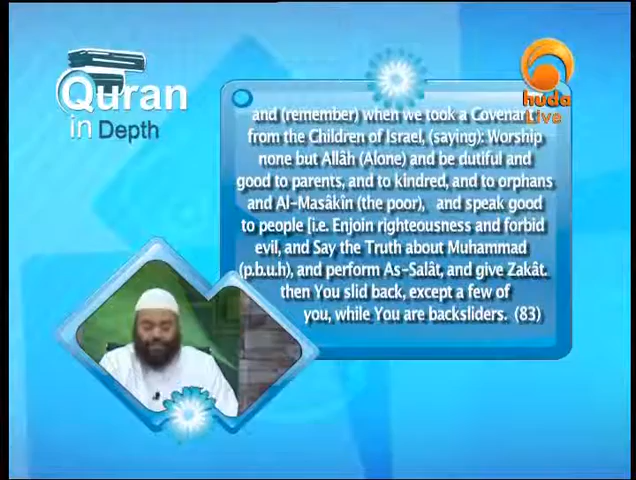 Quran
in Depth
huda
Live
and (remember) when we took a Covenant
from the Children of Israel, (saying): Worship
none but Allâh (Alone) and be dutiful and
good to parents, and to kindred, and to orphans
and Al-Masâkîn (the poor), and speak good
to people [i.e. Enjoin righteousness and forbid
evil, and Say the Truth about Muhammad
(p.b.u.h), and perform As-Salât, and give Zakât.
then You slid back, except a few of
you, while You are backsliders. (83)